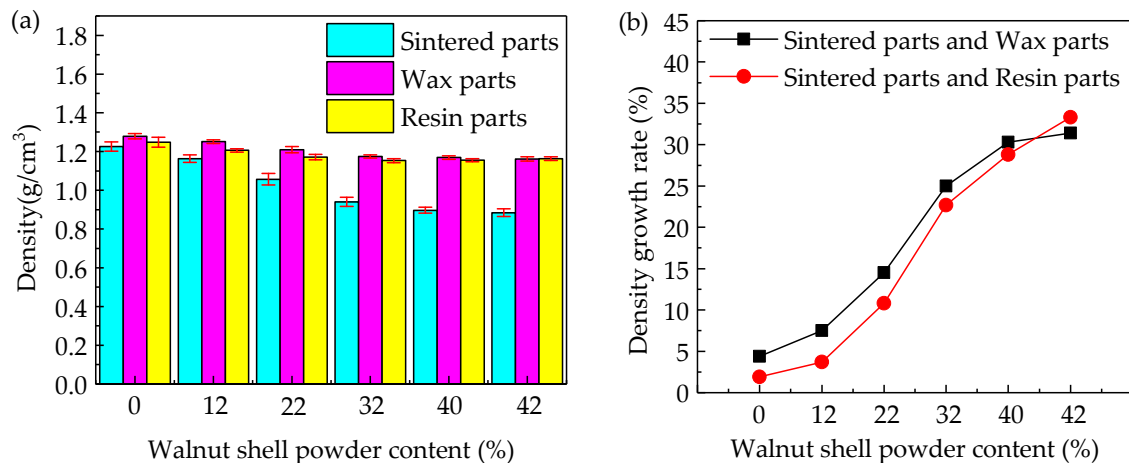 (a)
1.8
1.6
1.4
1.2
1.0
0.8
0.6
0.4
0.2
0.0
Density(g/cm³)
Sintered parts
Wax parts
Resin parts
0 12 22 32 40 42
Walnut shell powder content (%)
(b)
45
40
35
30
25
20
15
10
5
0
Density growth rate (%)
Sintered parts and Wax parts
Sintered parts and Resin parts
0 12 22 32 40 42
Walnut shell powder content (%)